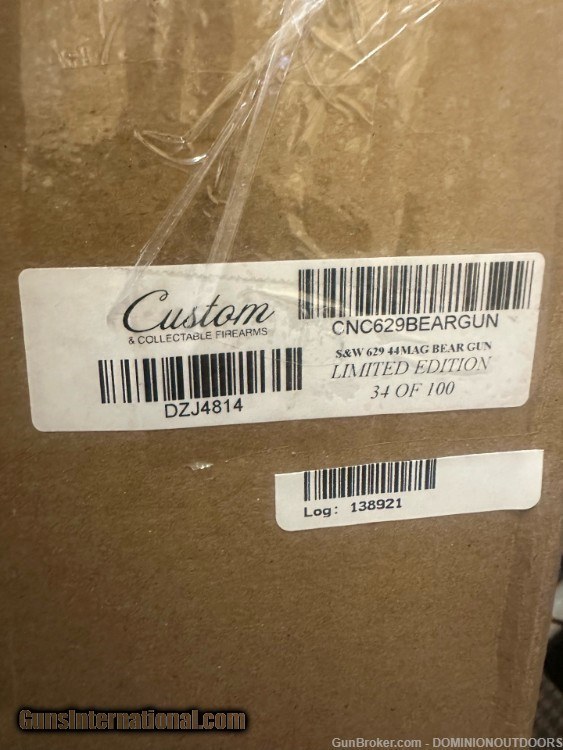 Custom
& COLLECTABLE FIREARMS
CNC629BEARGUN
S&W 629 44MAG BEAR GUN
LIMITED EDITION
34 OF 100
DZJ4814
Log: 138921
GunsInternational.com
GunBroker.com - DOMINIONOUTDOORS